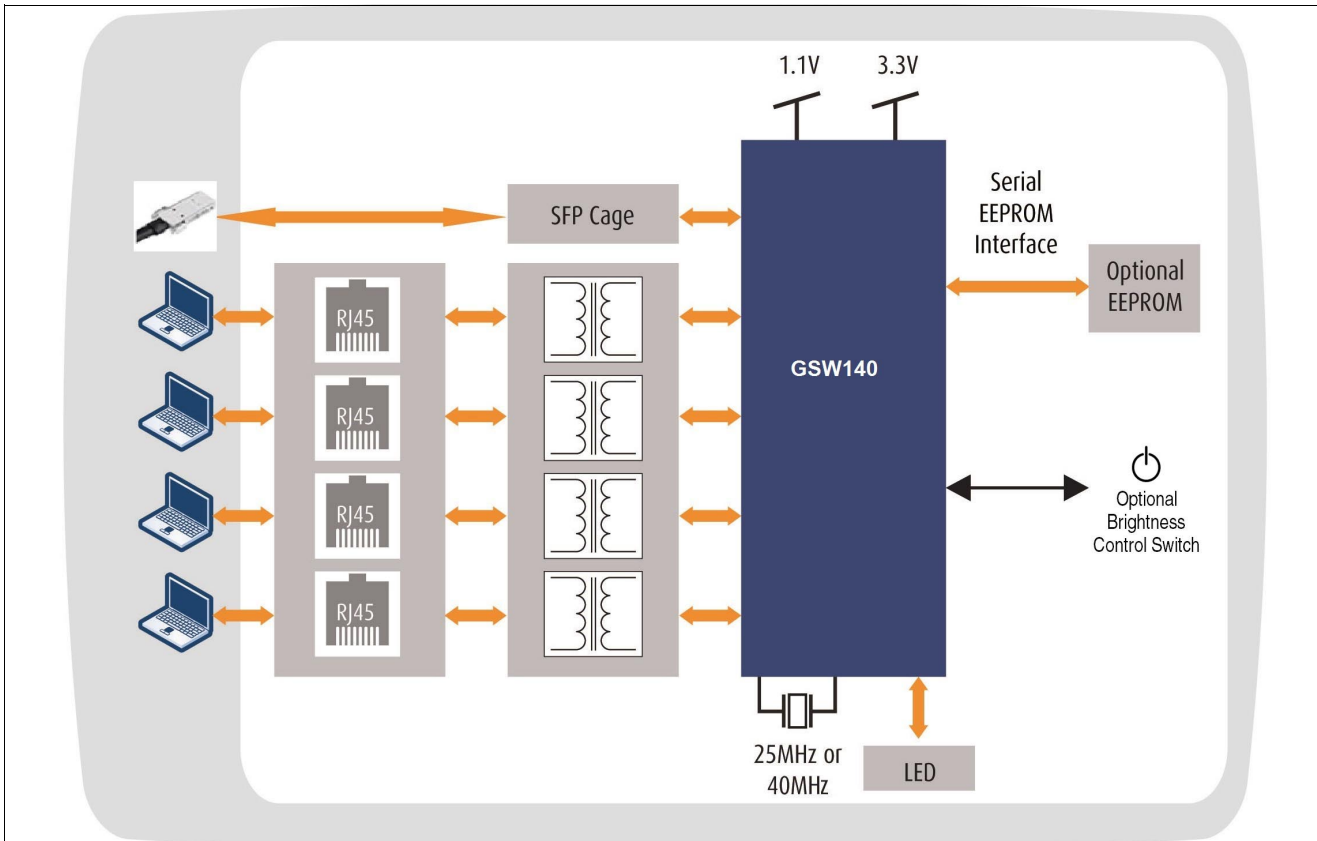 1.1V
3.3V
SFP Cage
Serial
EEPROM
Interface
Optional
EEPROM
RJ45
RJ45
RJ45
RJ45
GSW140
Optional
Brightness
Control Switch
25MHz or
40MHz
LED